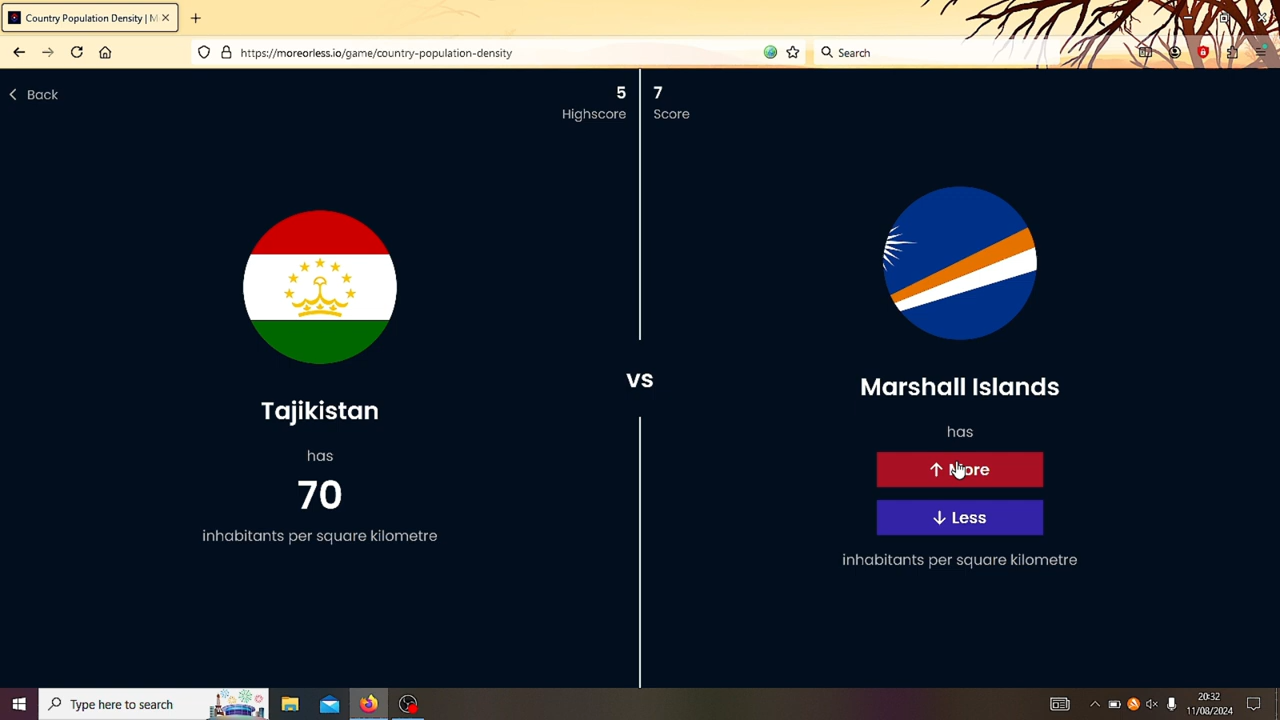 Country Population Density | M
https://moreorless.io/game/country-population-density
Search
Back
5
Highscore
7
Score
Tajikistan
has
70
inhabitants per square kilometre
VS
Marshall Islands
has
↑ More
↓ Less
inhabitants per square kilometre
Type here to search
20:32
11/08/2024